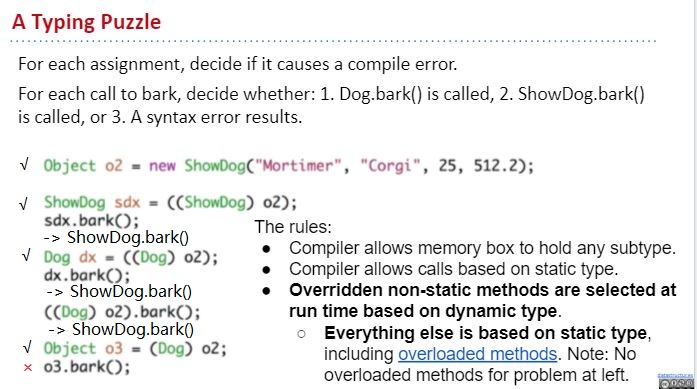 A Typing Puzzle
For each assignment, decide if it causes a compile error.
For each call to bark, decide whether: 1. Dog.bark() is called, 2. ShowDog.bark()
is called, or 3. A syntax error results.
√ Object o2 = new ShowDog("Mortimer", "Corgi", 25, 512.2);
√ ShowDog sdx = ((ShowDog) o2);
sdx.bark();
-> ShowDog.bark()
√ Dog dx = ((Dog) o2);
dx.bark();
-> ShowDog.bark()
((Dog) o2).bark();
-> ShowDog.bark()
√ Object o3 = (Dog) o2;
× o3.bark();
The rules:
● Compiler allows memory box to hold any subtype.
● Compiler allows calls based on static type.
● Overridden non-static methods are selected at
run time based on dynamic type.
○ Everything else is based on static type,
including overloaded methods. Note: No
overloaded methods for problem at left.